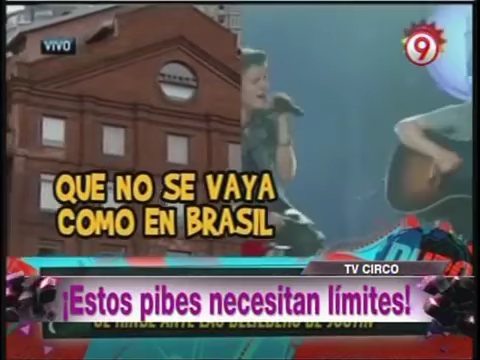 VIVO
9
QUE NO SE VAYA
COMO EN BRASIL
TV CIRCO
¡Estos pibes necesitan límites!